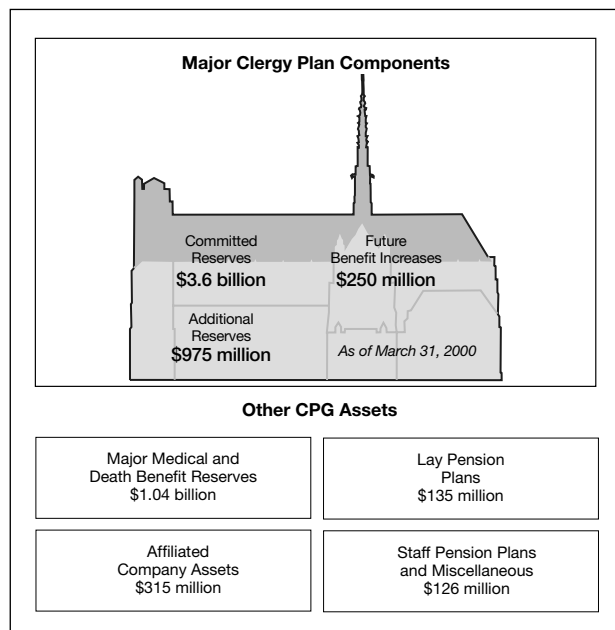 Major Clergy Plan Components
Committed
Reserves
$3.6 billion
Future
Benefit Increases
$250 million
Additional
Reserves
$975 million
As of March 31, 2000
Other CPG Assets
Major Medical and
Death Benefit Reserves
$1.04 billion
Lay Pension
Plans
$135 million
Affiliated
Company Assets
$315 million
Staff Pension Plans
and Miscellaneous
$126 million